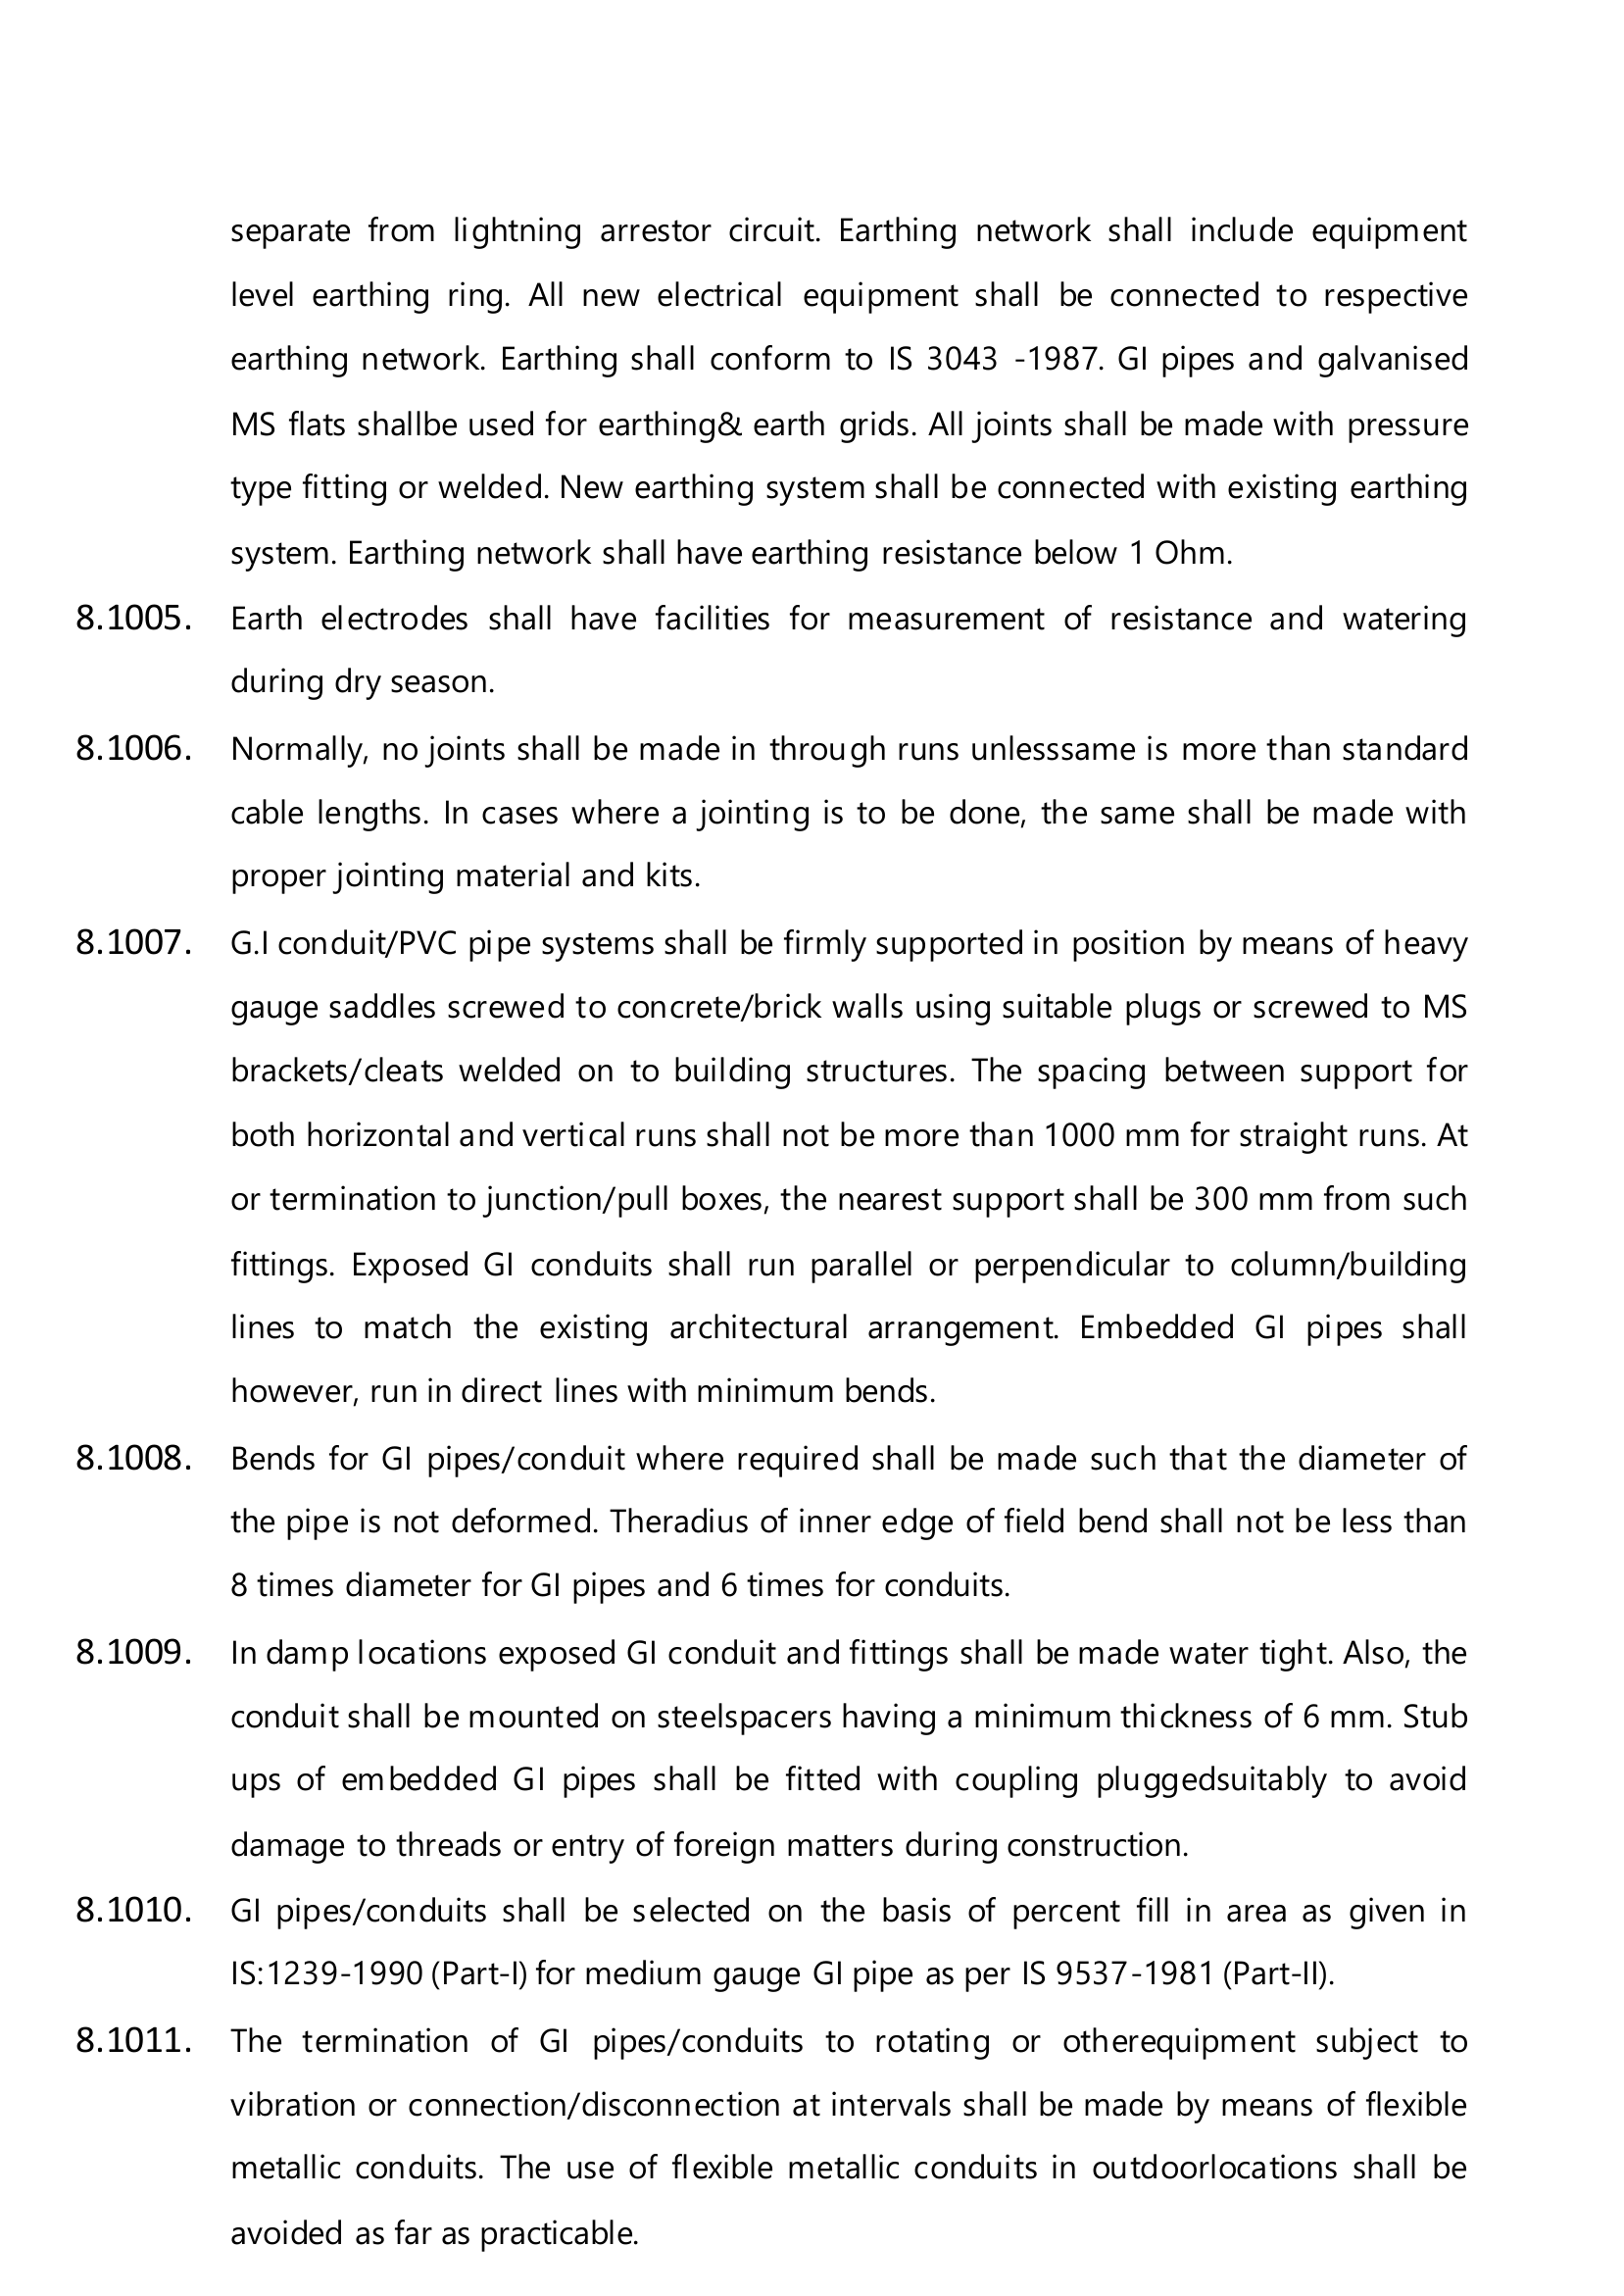 separate from lightning arrestor circuit. Earthing network shall include equipment
level earthing ring. All new electrical equipment shall be connected to respective
earthing network. Earthing shall conform to IS 3043 -1987. GI pipes and galvanised
MS flats shallbe used for earthing& earth grids. All joints shall be made with pressure
type fitting or welded. New earthing system shall be connected with existing earthing
system. Earthing network shall have earthing resistance below 1 Ohm.
8.1005. Earth electrodes shall have facilities for measurement of resistance and watering
during dry season.
8.1006. Normally, no joints shall be made in through runs unlesssame is more than standard
cable lengths. In cases where a jointing is to be done, the same shall be made with
proper jointing material and kits.
8.1007. G.I conduit/PVC pipe systems shall be firmly supported in position by means of heavy
gauge saddles screwed to concrete/brick walls using suitable plugs or screwed to MS
brackets/cleats welded on to building structures. The spacing between support for
both horizontal and vertical runs shall not be more than 1000 mm for straight runs. At
or termination to junction/pull boxes, the nearest support shall be 300 mm from such
fittings. Exposed GI conduits shall run parallel or perpendicular to column/building
lines to match the existing architectural arrangement. Embedded GI pipes shall
however, run in direct lines with minimum bends.
8.1008. Bends for GI pipes/conduit where required shall be made such that the diameter of
the pipe is not deformed. Theradius of inner edge of field bend shall not be less than
8 times diameter for GI pipes and 6 times for conduits.
8.1009. In damp locations exposed GI conduit and fittings shall be made water tight. Also, the
conduit shall be mounted on steelspacers having a minimum thickness of 6 mm. Stub
ups of embedded GI pipes shall be fitted with coupling pluggedsuitably to avoid
damage to threads or entry of foreign matters during construction.
8.1010. GI pipes/conduits shall be selected on the basis of percent fill in area as given in
IS:1239-1990 (Part-I) for medium gauge GI pipe as per IS 9537-1981 (Part-II).
8.1011. The termination of GI pipes/conduits to rotating or otherequipment subject to
vibration or connection/disconnection at intervals shall be made by means of flexible
metallic conduits. The use of flexible metallic conduits in outdoorlocations shall be
avoided as far as practicable.